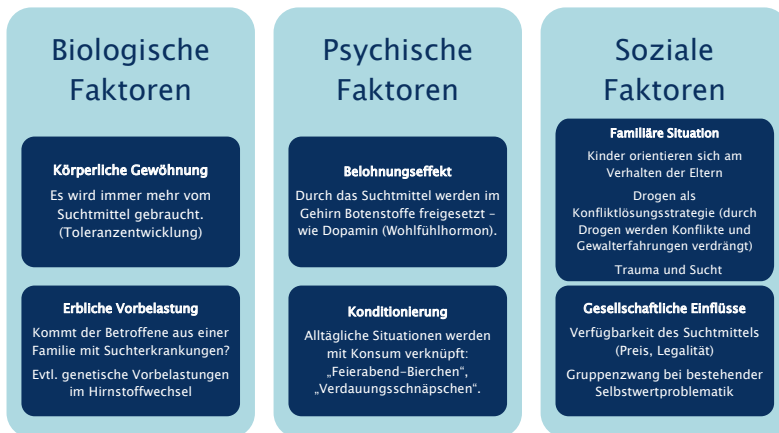 Biologische
Faktoren
Körperliche Gewöhnung
Es wird immer mehr vom
Suchtmittel gebraucht.
(Toleranzentwicklung)
Erbliche Vorbelastung
Kommt der Betroffene aus einer
Familie mit Suchterkrankungen?
Evtl. genetische Vorbelastungen
im Hirnstoffwechsel
Psychische
Faktoren
Belohnungseffekt
Durch das Suchtmittel werden im
Gehirn Botenstoffe freigesetzt –
wie Dopamin (Wohlfühlhormon).
Konditionierung
Alltägliche Situationen werden
mit Konsum verknüpft:
„Feierabend-Bierchen“,
„Verdauungsschnäpschen“.
Soziale
Faktoren
Familiäre Situation
Kinder orientieren sich am
Verhalten der Eltern
Drogen als
Konfliktlösungsstrategie (durch
Drogen werden Konflikte und
Gewalterfahrungen verdrängt)
Trauma und Sucht
Gesellschaftliche Einflüsse
Verfügbarkeit des Suchtmittels
(Preis, Legalität)
Gruppenzwang bei bestehender
Selbstwertproblematik